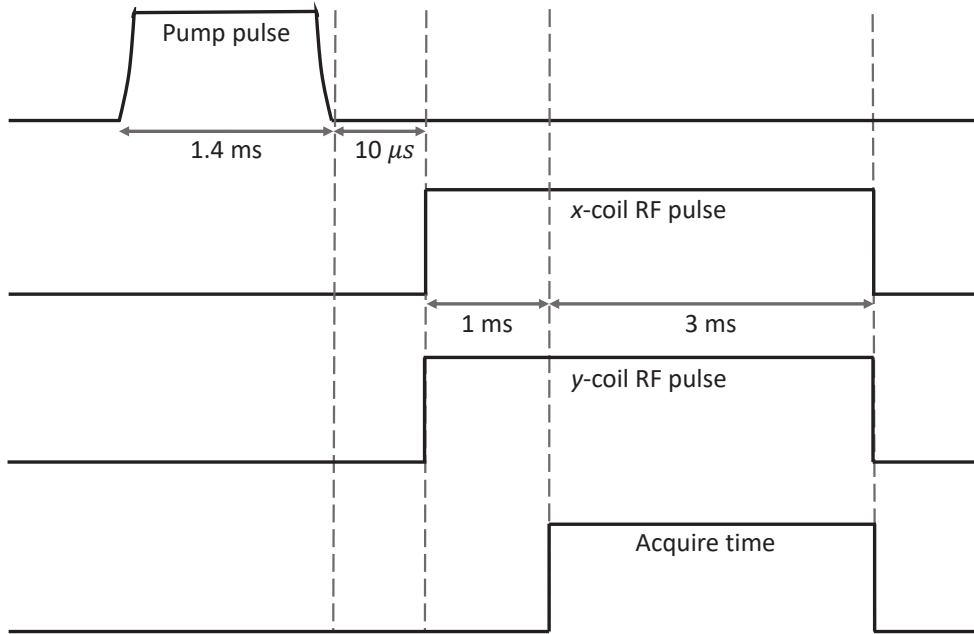 Pump pulse
1.4 ms
10 μs
x-coil RF pulse
1 ms
3 ms
y-coil RF pulse
Acquire time